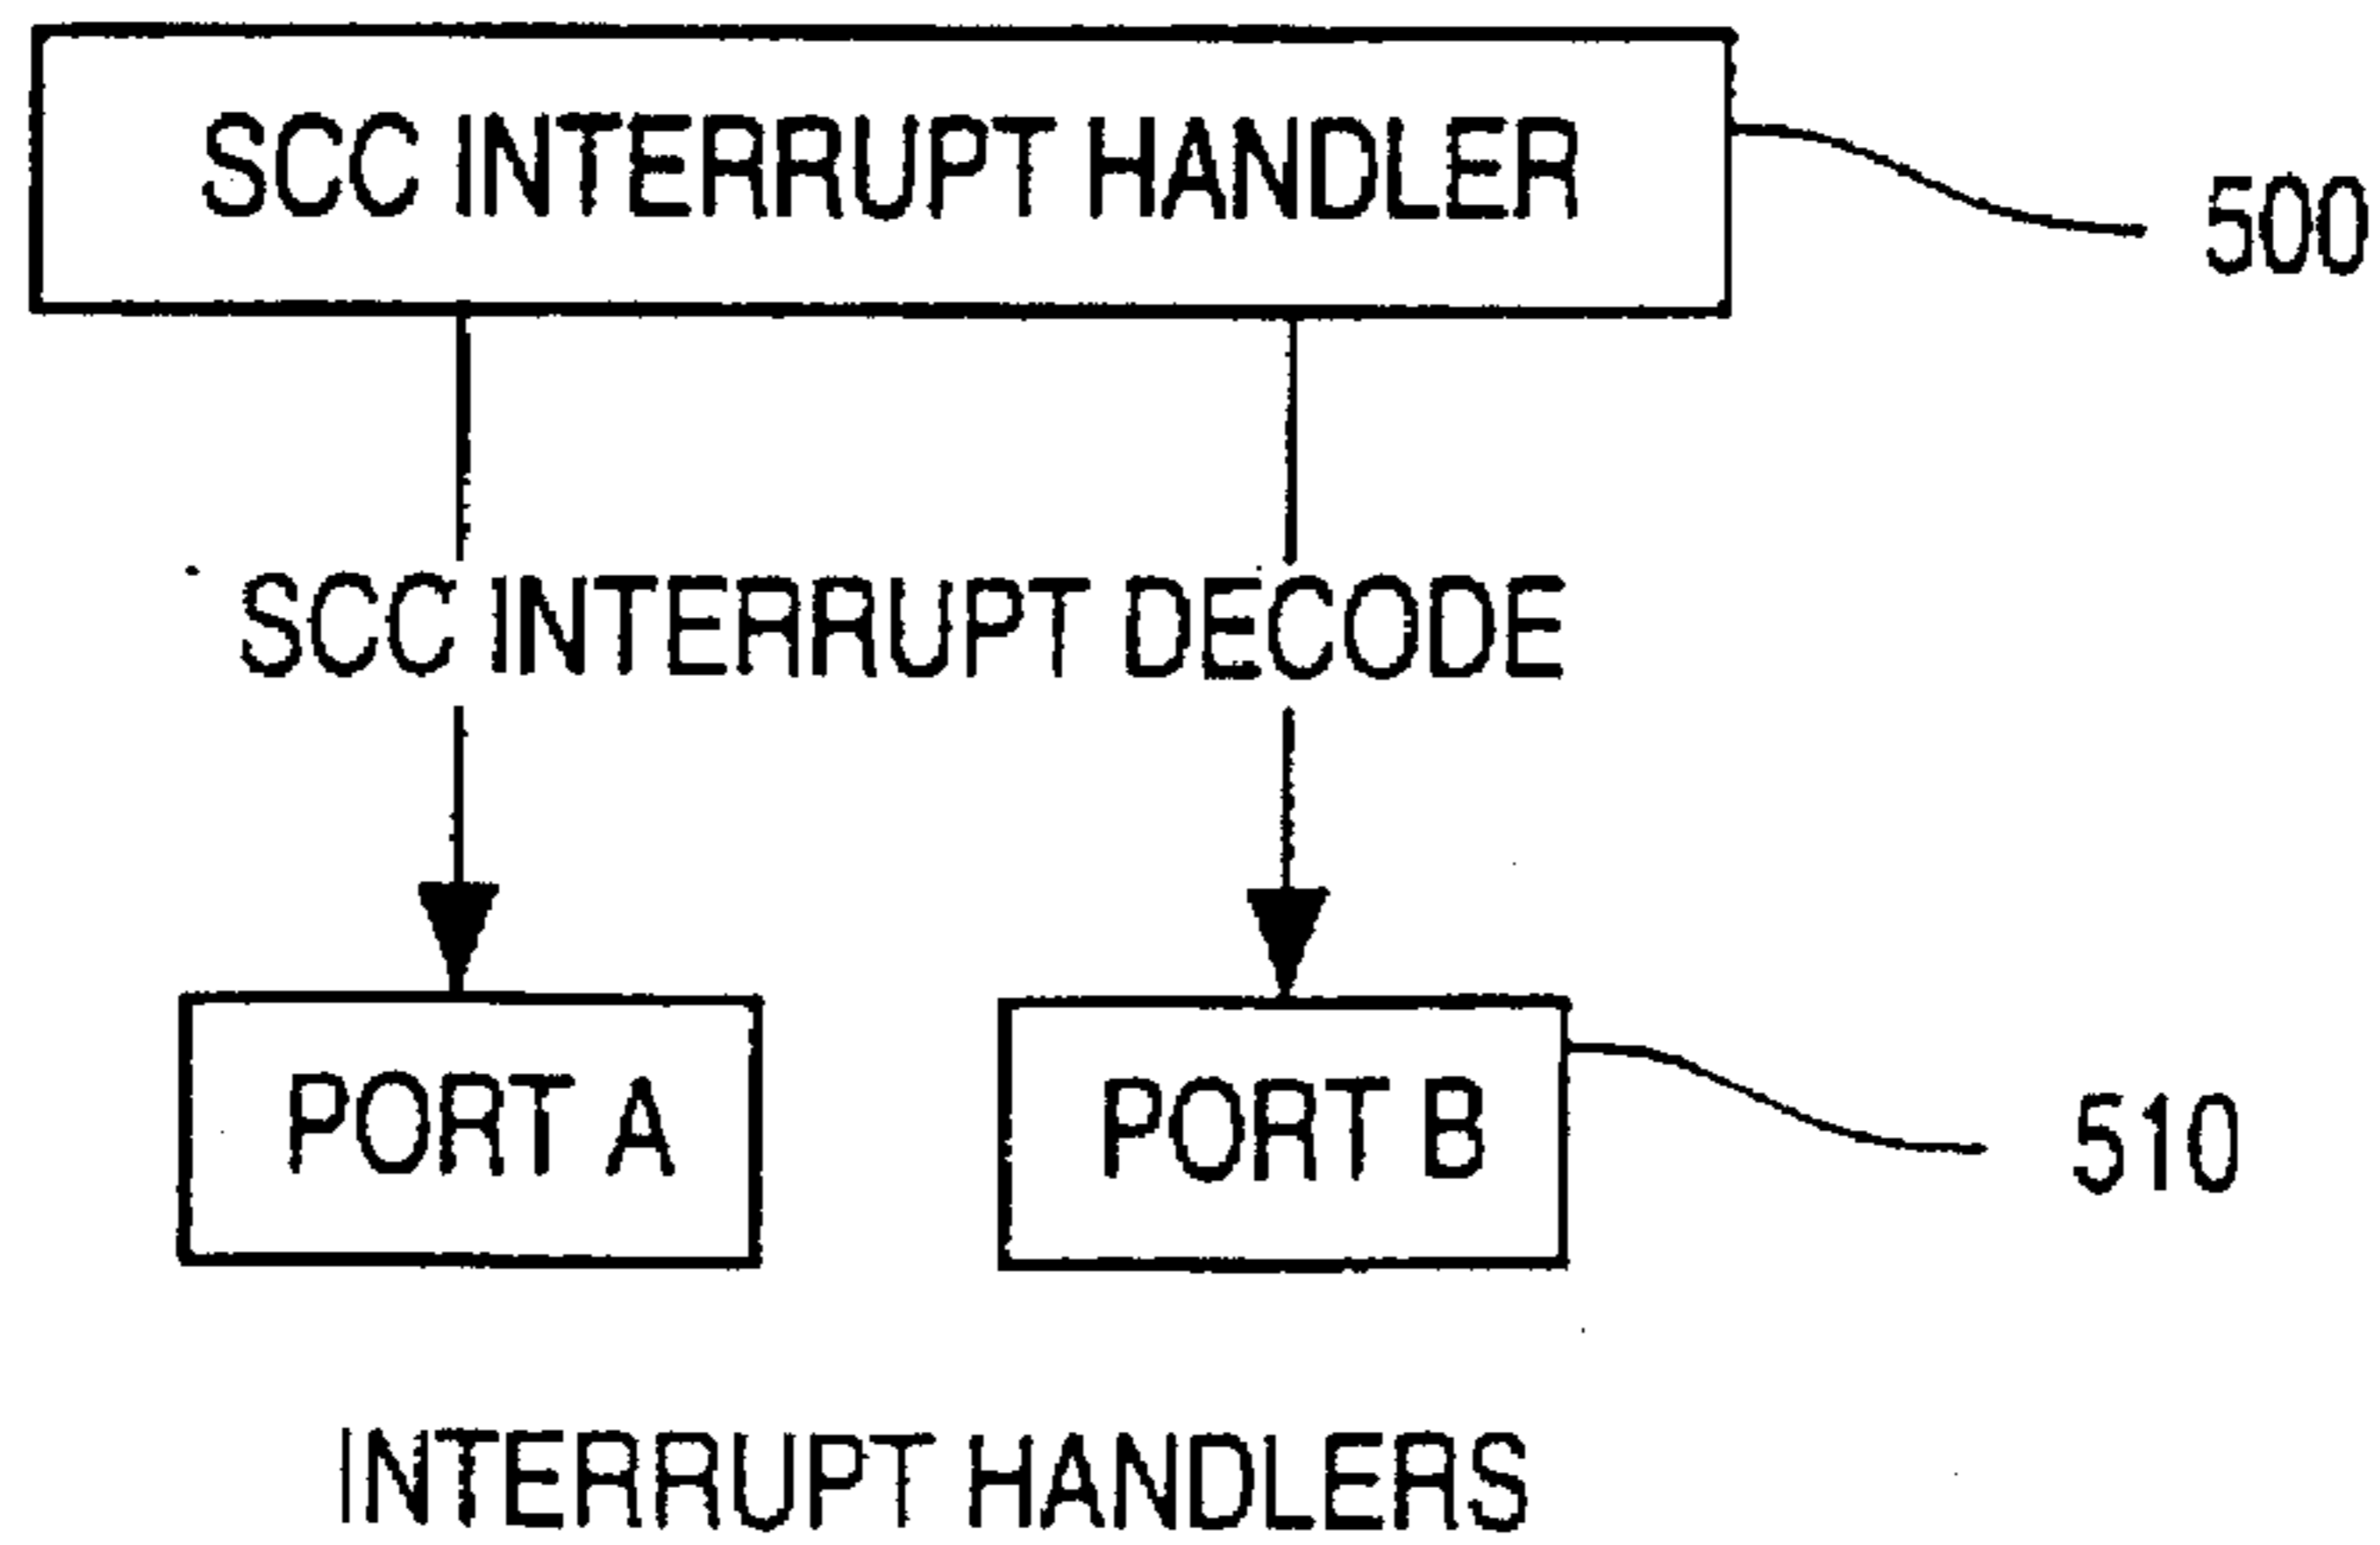 SCC INTERRUPT HANDLER
500
SCC INTERRUPT DECODE
PORT A
PORT B
510
INTERRUPT HANDLERS